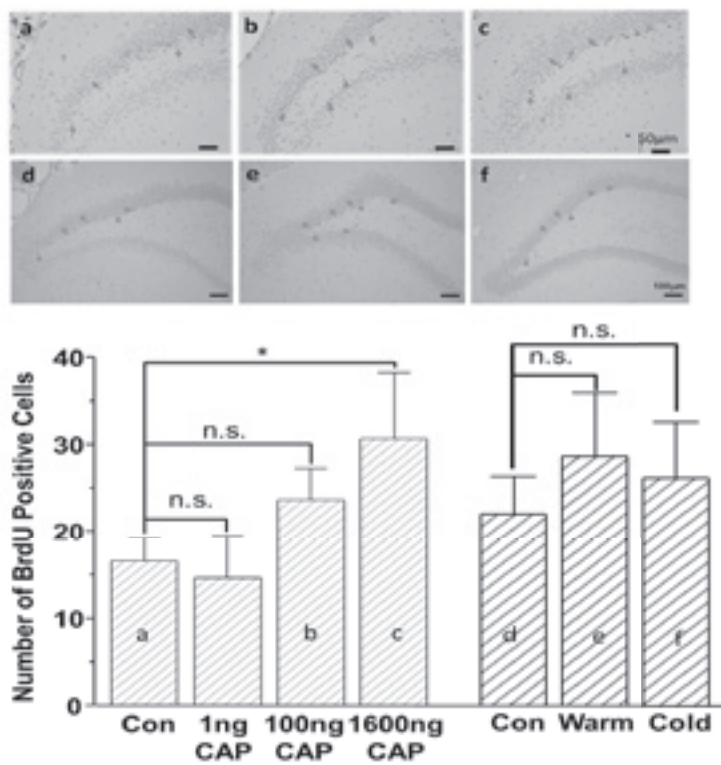 a b c
50µm
d e f
100µm
Number of BrdU Positive Cells
40
30
20
10
0
*
n.s.
n.s.
n.s.
n.s.
a b c d e f
Con 1ng 100ng 1600ng Con Warm Cold
CAP CAP CAP